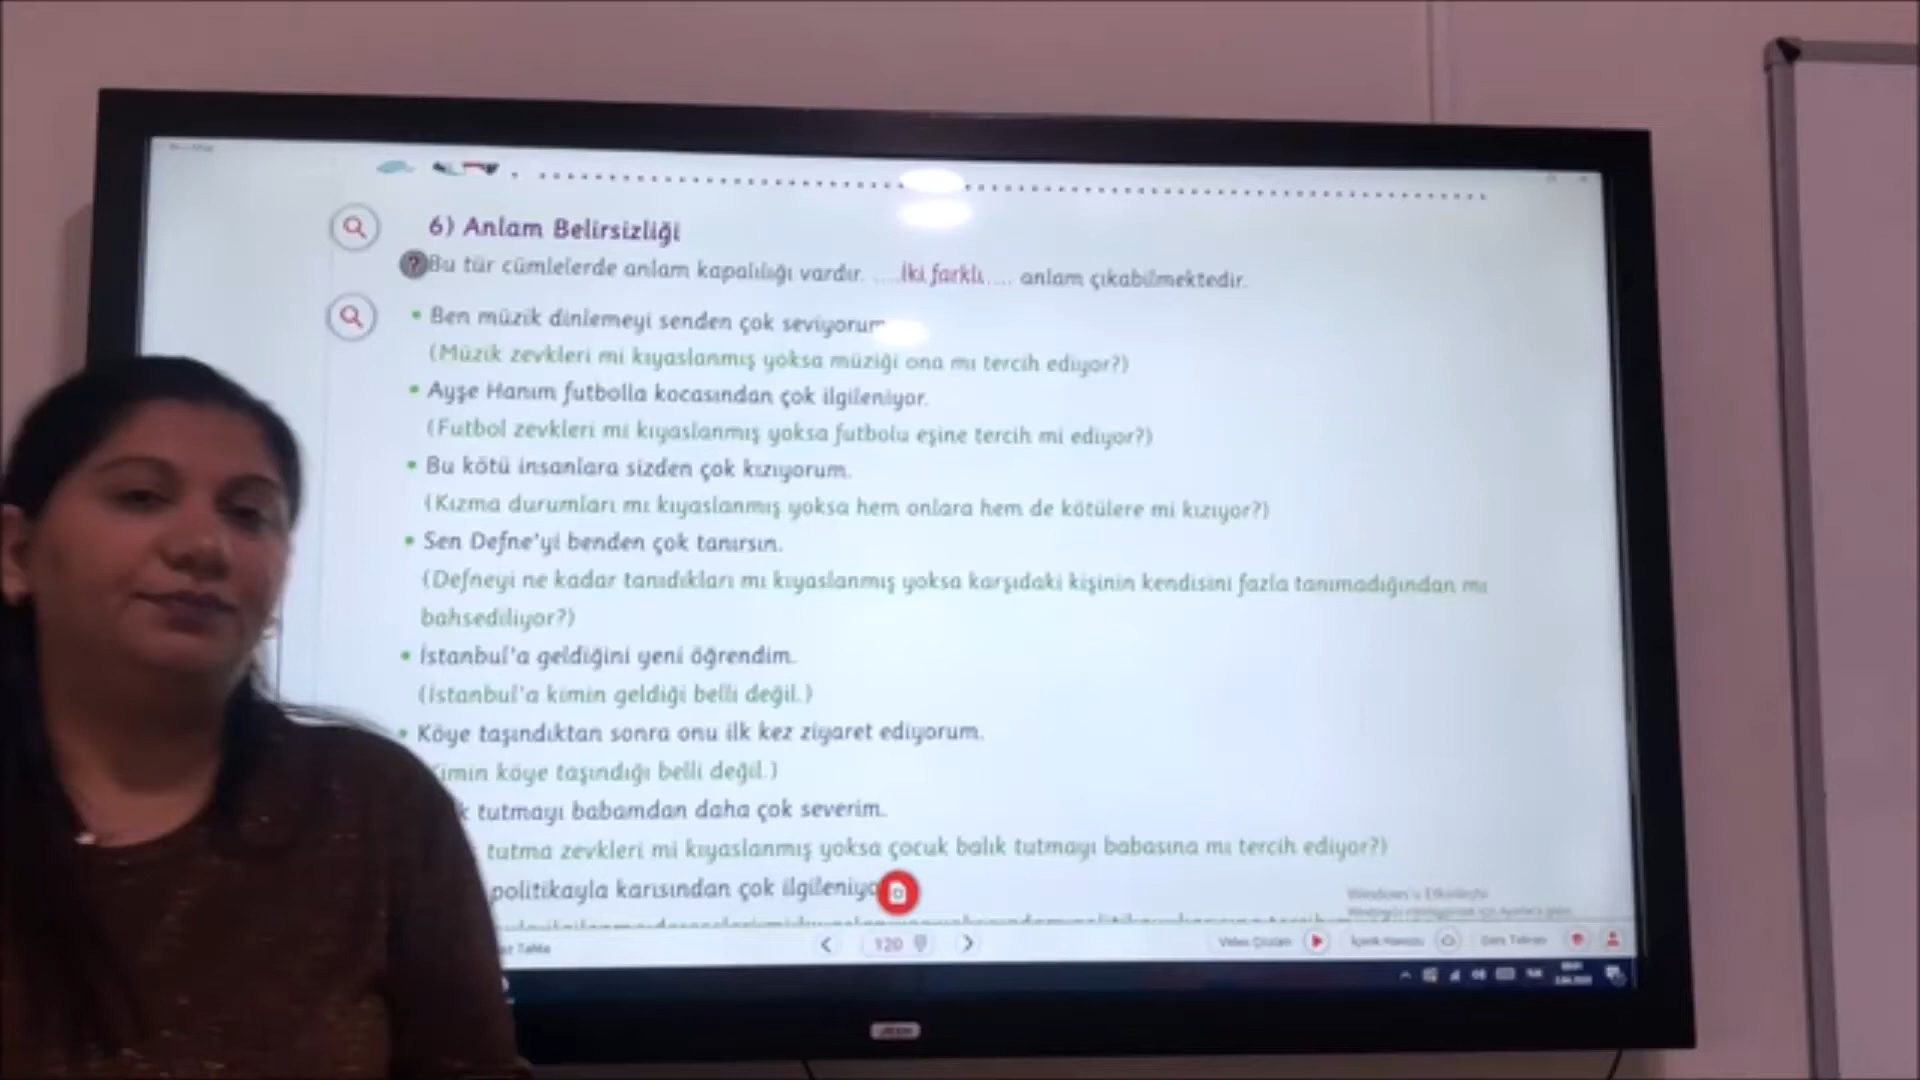 6) Anlam Belirsizliği
? Bu tür cümlelerde anlam kapalılığı vardır. ....İki farklı.... anlam çıkabilmektedir.
• Ben müzik dinlemeyi senden çok seviyorum
(Müzik zevkleri mi kıyaslanmış yoksa müziği ona mı tercih ediyor?)
• Ayşe Hanım futbolla kocasından çok ilgileniyor.
(Futbol zevkleri mi kıyaslanmış yoksa futbolu eşine tercih mi ediyor?)
• Bu kötü insanlara sizden çok kızıyorum.
(Kızma durumları mı kıyaslanmış yoksa hem onlara hem de kötülere mi kızıyor?)
• Sen Defne'yi benden çok tanırsın.
(Defneyi ne kadar tanıdıkları mı kıyaslanmış yoksa karşıdaki kişinin kendisini fazla tanımadığından mı
bahsediliyor?)
• İstanbul'a geldiğini yeni öğrendim.
(İstanbul'a kimin geldiği belli değil.)
• Köye taşındıktan sonra onu ilk kez ziyaret ediyorum.
Kimin köye taşındığı belli değil.)
k tutmayı babamdan daha çok severim.
tutma zevkleri mi kıyaslanmış yoksa çocuk balık tutmayı babasına mı tercih ediyor?)
politikayla karısından çok ilgileniyo
Windows'u Etkinleştir
Tahta
120
Video Çözüm